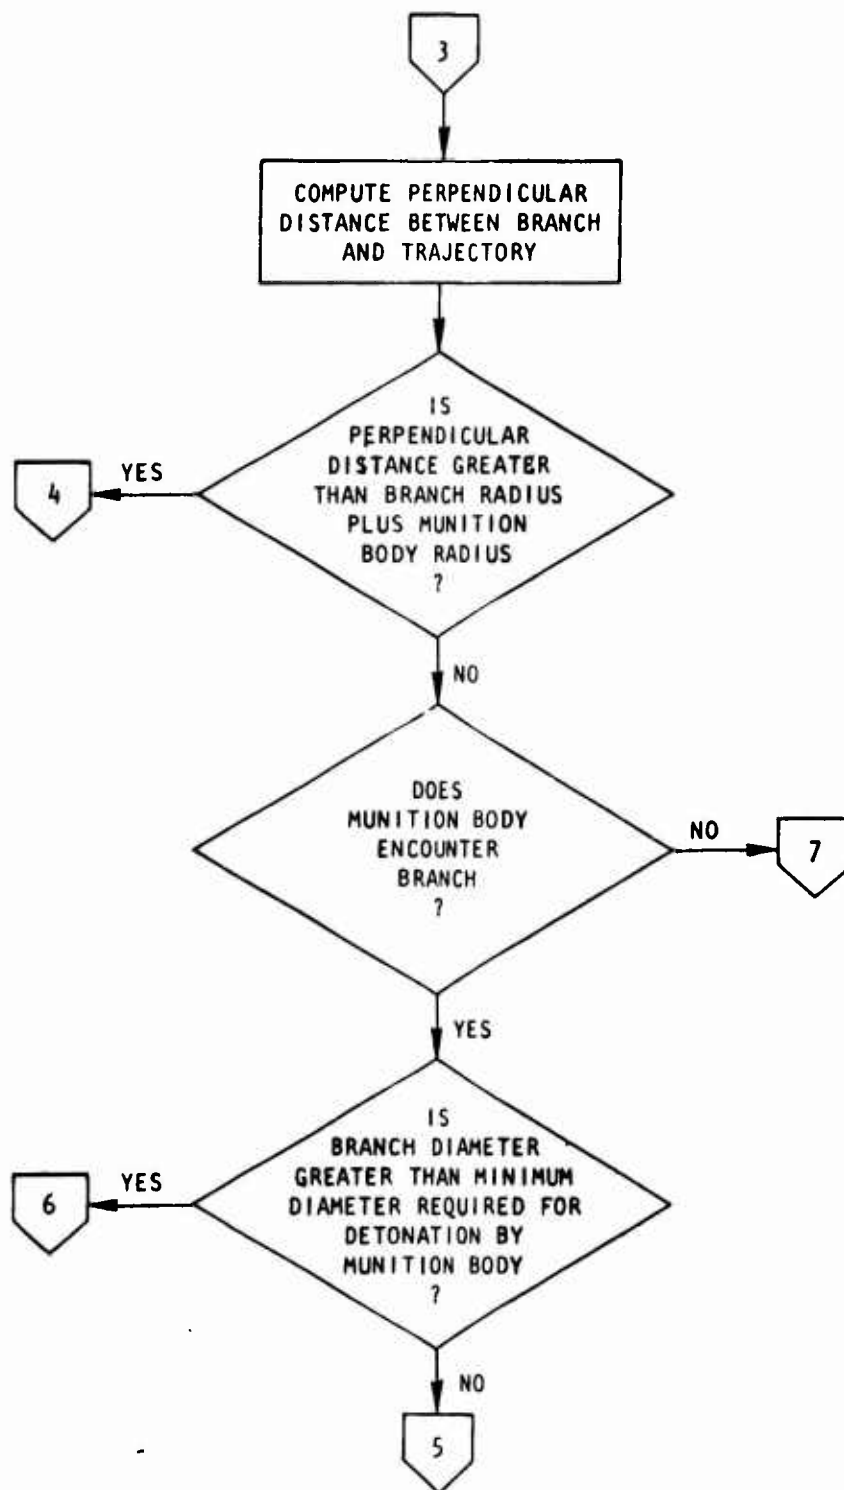 3
COMPUTE PERPENDICULAR
DISTANCE BETWEEN BRANCH
AND TRAJECTORY
IS
PERPENDICULAR
DISTANCE GREATER
THAN BRANCH RADIUS
PLUS MUNITION
BODY RADIUS
?
YES
4
NO
DOES
MUNITION BODY
ENCOUNTER
BRANCH
?
NO
7
YES
IS
BRANCH DIAMETER
GREATER THAN MINIMUM
DIAMETER REQUIRED FOR
DETONATION BY
MUNITION BODY
?
YES
6
NO
5